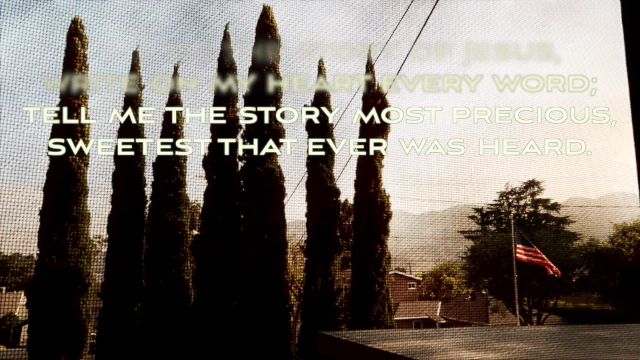 OF JESUS,
WRITE ON MY HEART EVERY WORD;
TELL ME THE STORY MOST PRECIOUS,
SWEETEST THAT EVER WAS HEARD.